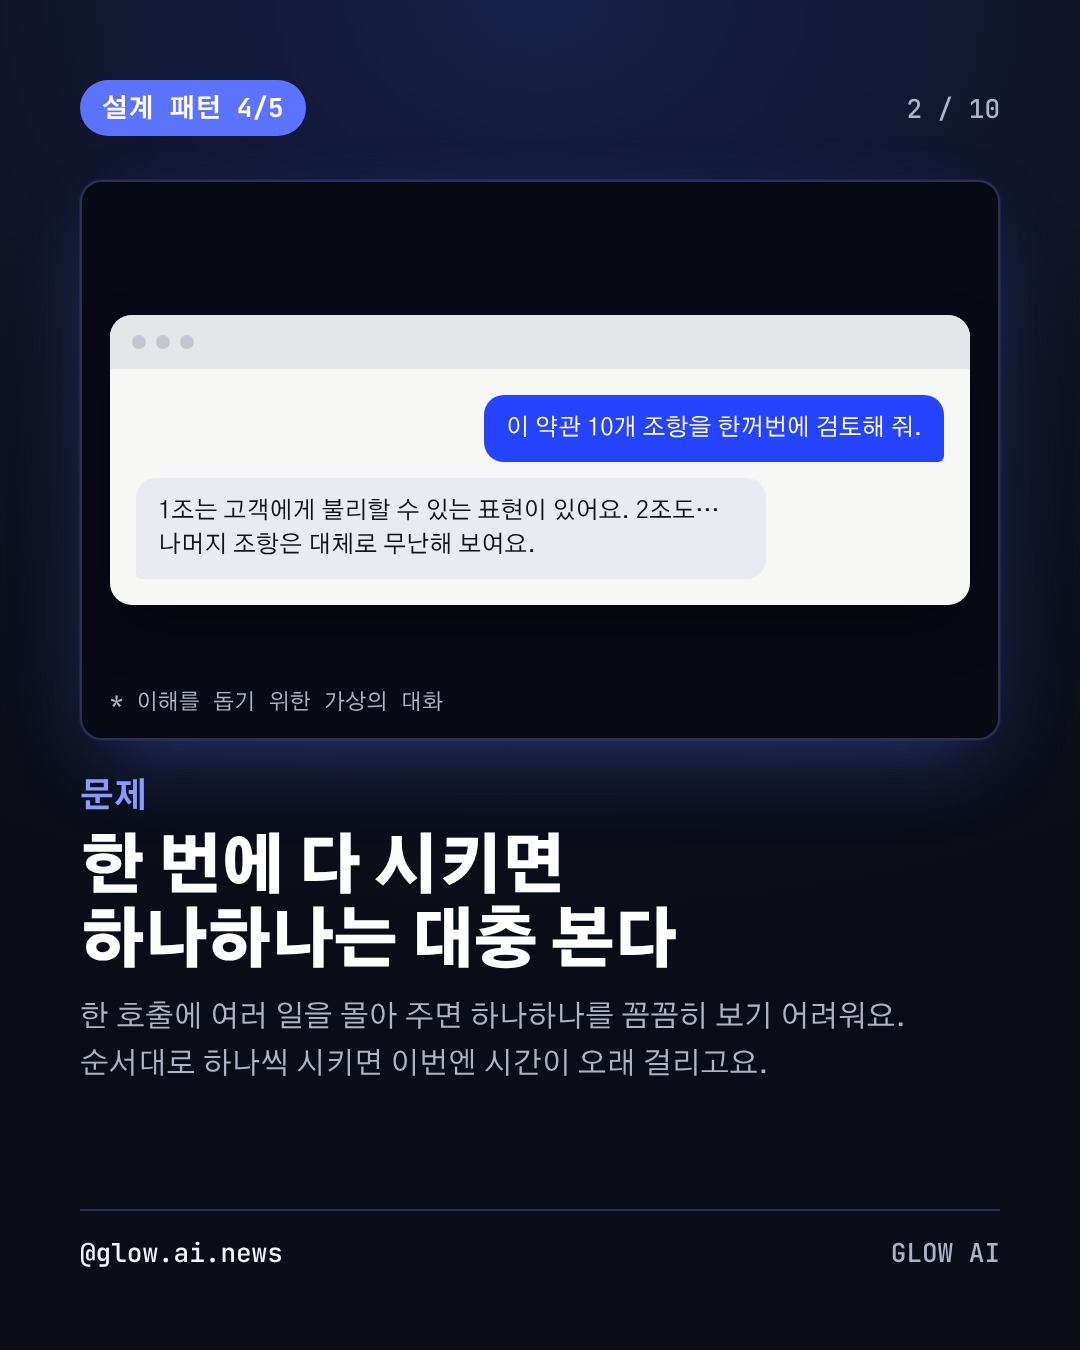 설계 패턴 4/5
2 / 10
이 약관 10개 조항을 한꺼번에 검토해 줘.
1조는 고객에게 불리할 수 있는 표현이 있어요. 2조도…
나머지 조항은 대체로 무난해 보여요.
* 이해를 돕기 위한 가상의 대화
문제
한 번에 다 시키면
하나하나는 대충 본다
한 호출에 여러 일을 몰아 주면 하나하나를 꼼꼼히 보기 어려워요.
순서대로 하나씩 시키면 이번엔 시간이 오래 걸리고요.
@glow.ai.news
GLOW AI